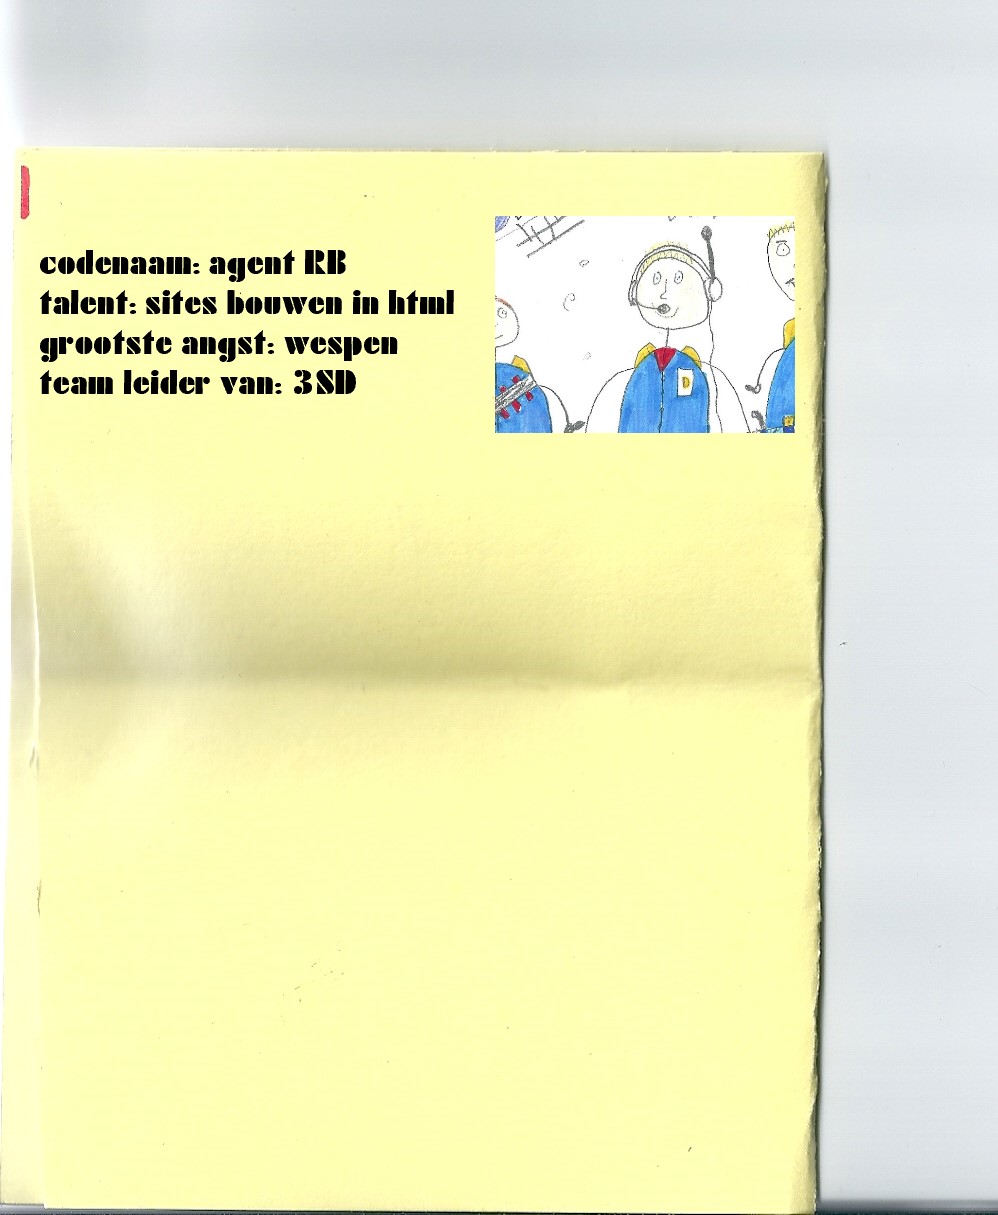 codenaam: agent RB
talent: sites bouwen in html
grootste angst: wespen
team leider van: 3SD
D